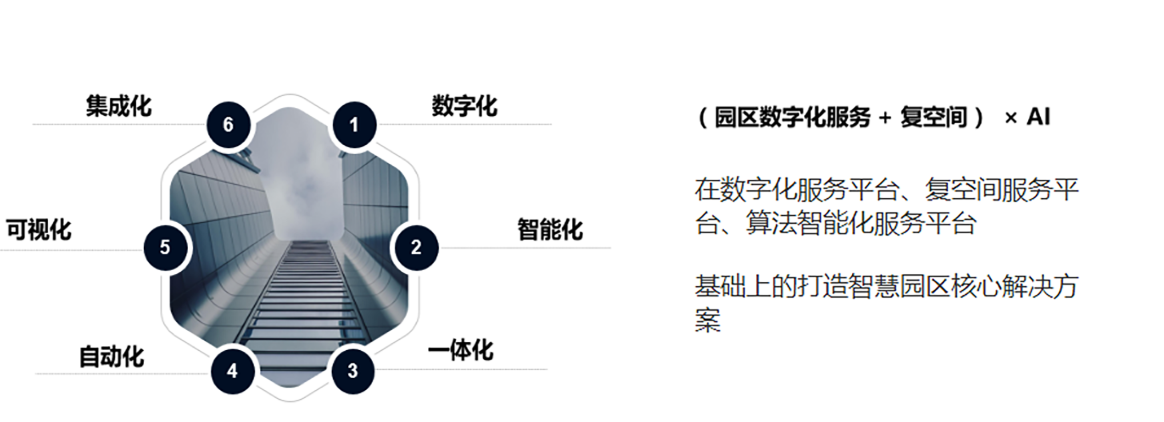 集成化
6
1
数字化
可视化
5
2
智能化
自动化
4
3
一体化
（园区数字化服务 + 复空间） × AI
在数字化服务平台、复空间服务平
台、算法智能化服务平台
基础上的打造智慧园区核心解决方
案